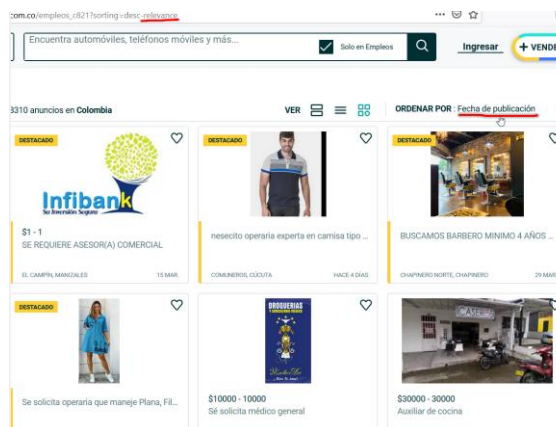 com.co/empleos_c821?sorting=desc-relevance
Encuentra automóviles, teléfonos móviles y más...
Solo en Empleos
Ingresar
+ VENDE
3310 anuncios en Colombia
VER
ORDENAR POR : Fecha de publicación
DESTACADO
Infibank
Su Inversión Segura
$1 - 1
SE REQUIERE ASESOR(A) COMERCIAL
EL CAMPÍN, MANIZALES
15 MAR.
nesecito operaria experta en camisa tipo ...
COMUNEROS, CÚCUTA
HACE 4 DÍAS
DESTACADO
BUSCAMOS BARBERO MINIMO 4 AÑOS ...
CHAPINERO NORTE, CHAPINERO
29 MAR
DESTACADO
Se solicita operaria que maneje Plana, Fil...
DROGUERIAS
$10000 - 10000
Sé solicita médico general
$30000 - 30000
Auxiliar de cocina